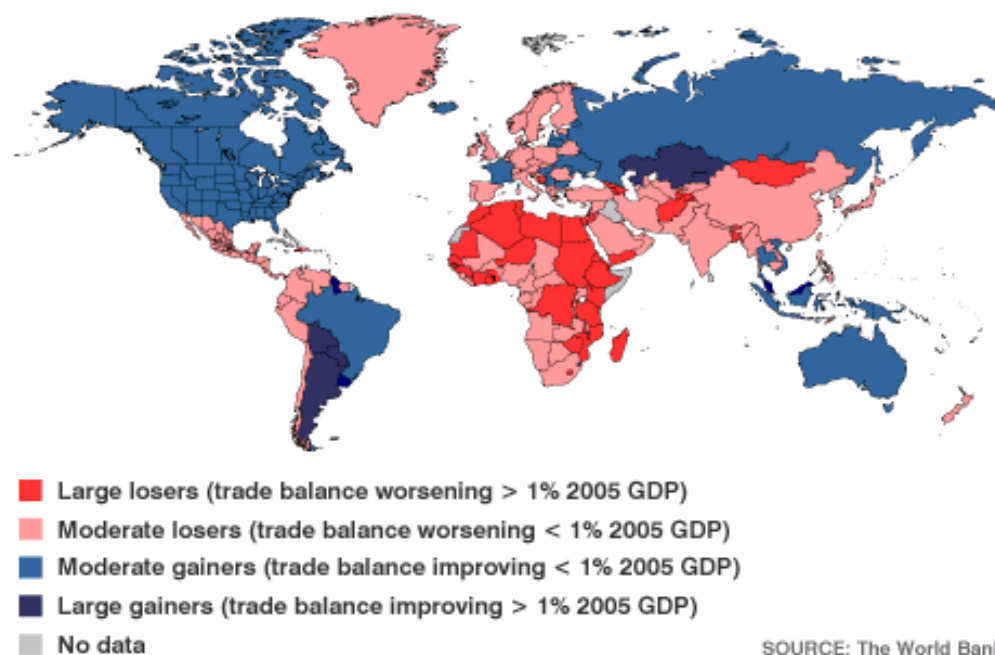 Large losers (trade balance worsening > 1% 2005 GDP)
Moderate losers (trade balance worsening < 1% 2005 GDP)
Moderate gainers (trade balance improving < 1% 2005 GDP)
Large gainers (trade balance improving > 1% 2005 GDP)
No data
SOURCE: The World Bank